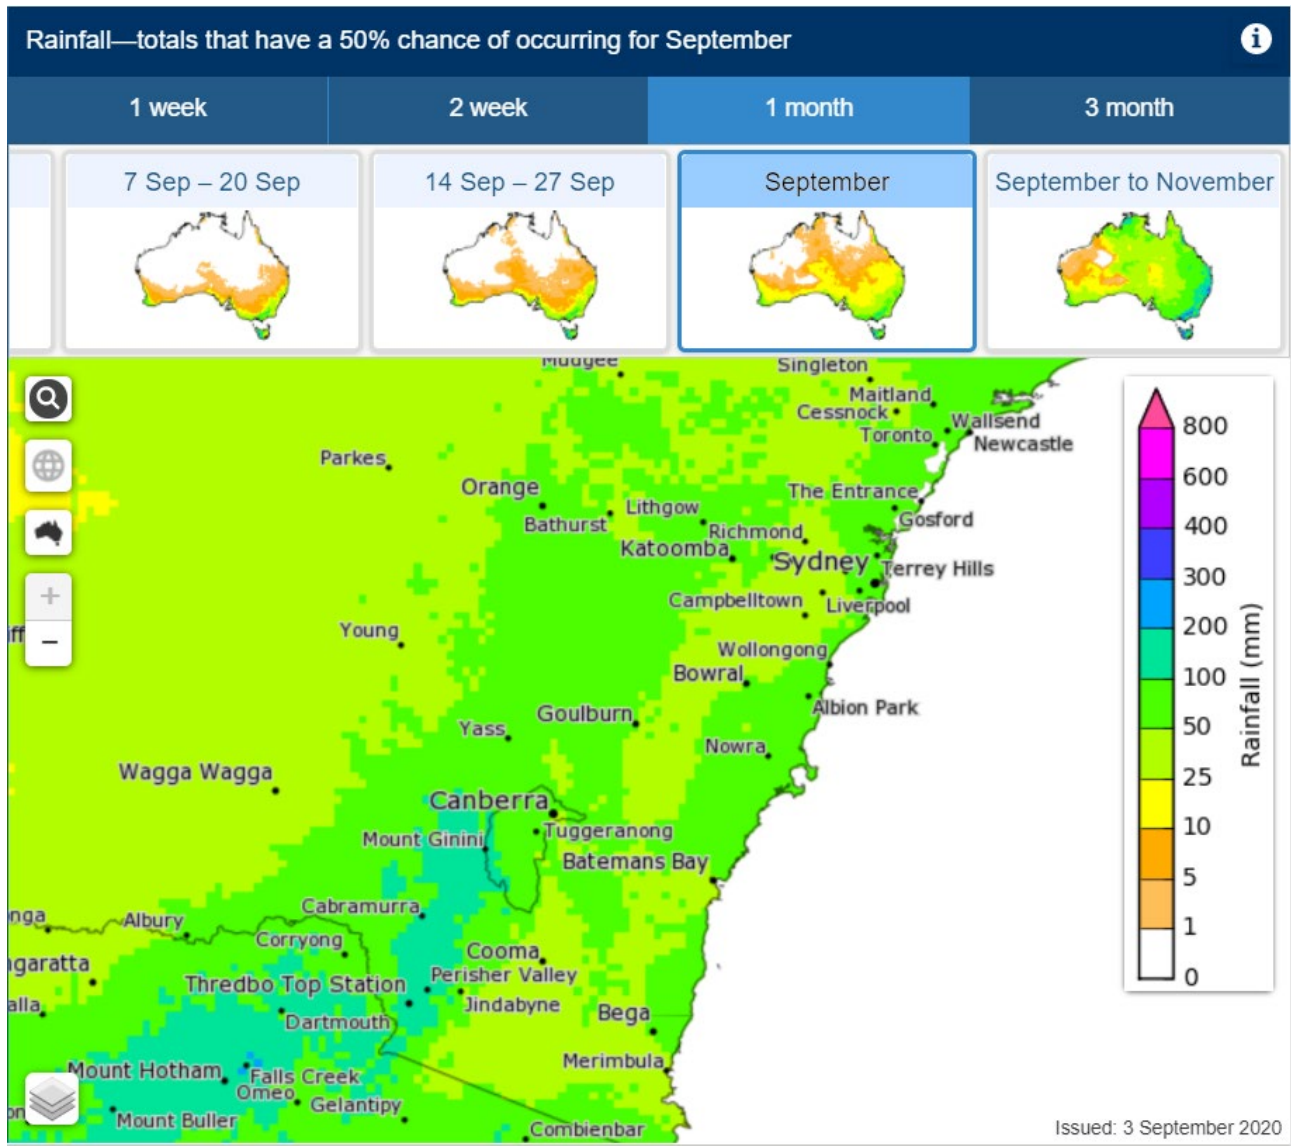 Rainfall—totals that have a 50% chance of occurring for September
1 week
2 week
1 month
3 month
7 Sep – 20 Sep
14 Sep – 27 Sep
September
September to November
Mudgee
Singleton
Maitland
Cessnock
Wallsend
Toronto
Newcastle
Parkes
Orange
The Entrance
Lithgow
Gosford
Bathurst
Richmond
Katoomba
Sydney
Terrey Hills
Campbelltown
Liverpool
Young
Wollongong
Bowral
Albion Park
Goulburn
Yass
Nowra
Wagga Wagga
Canberra
Tuggeranong
Mount Ginini
Batemans Bay
Cabramurra
onga
Albury
Corryong
Cooma
ngaratta
Perisher Valley
Thredbo Top Station
alla
Jindabyne
Dartmouth
Bega
Merimbula
Mount Hotham
Falls Creek
Omeo
Gelantipy
Mount Buller
Combienbar
800
600
400
300
200
100
50
25
10
5
1
0
Rainfall (mm)
Issued: 3 September 2020